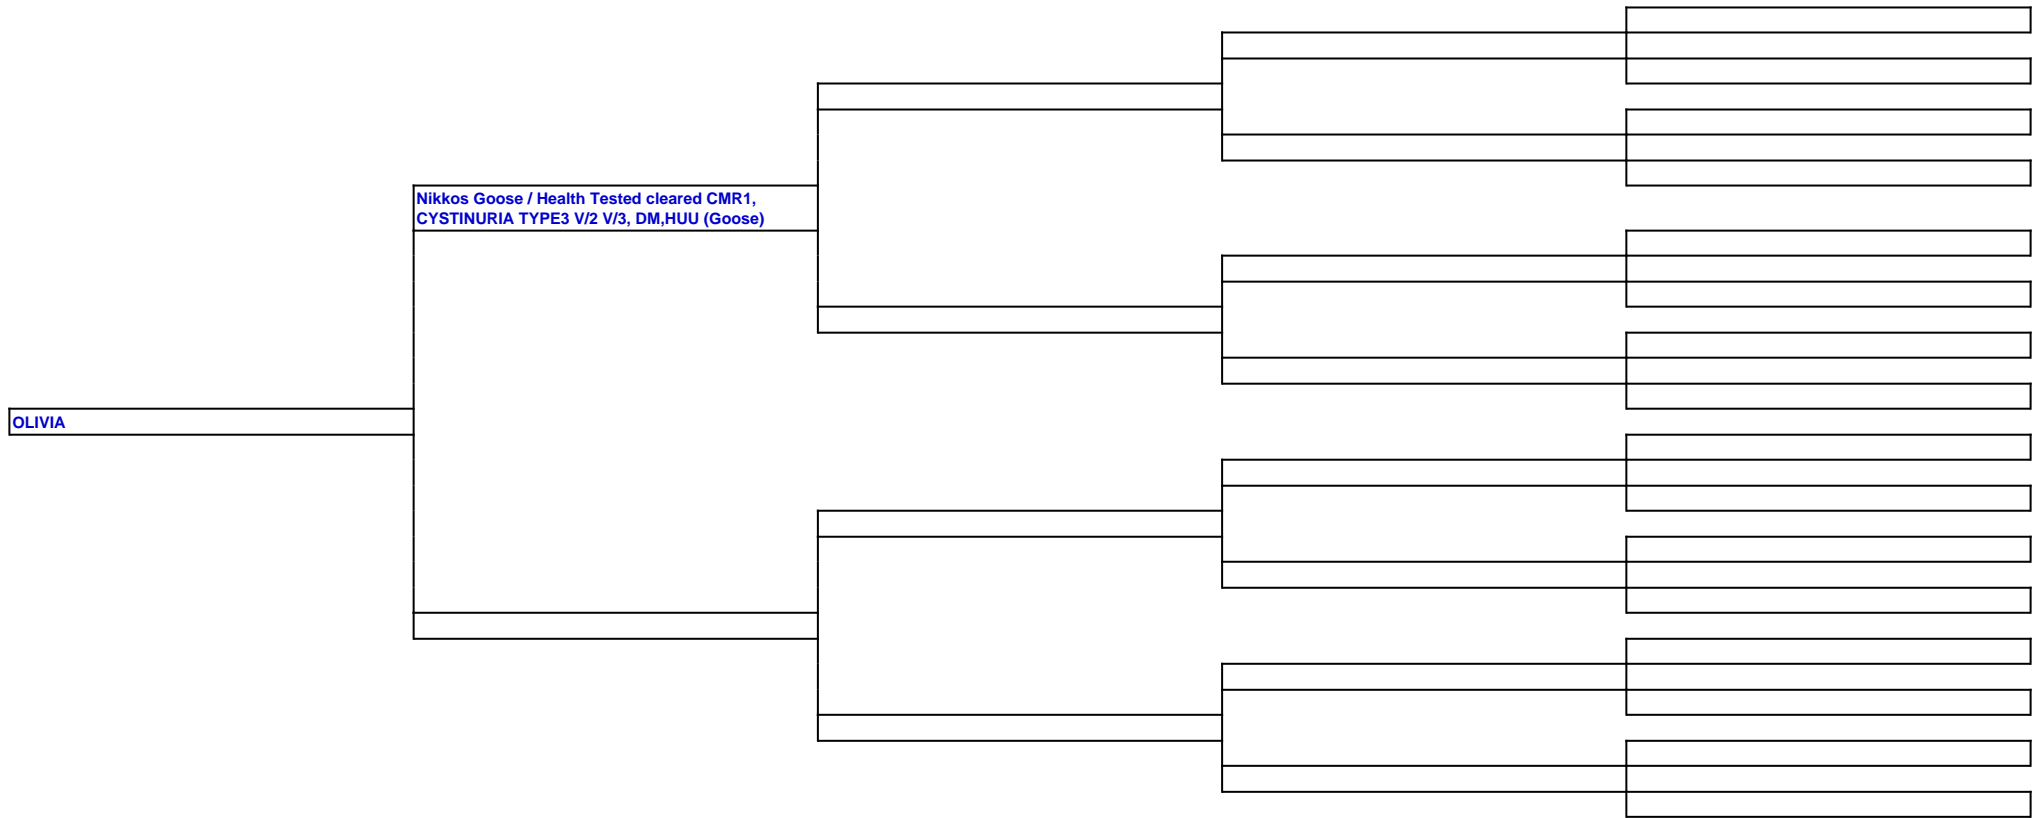 Nikkos Goose / Health Tested cleared CMR1,
CYSTINURIA TYPE3 V/2 V/3, DM,HUU (Goose)
OLIVIA